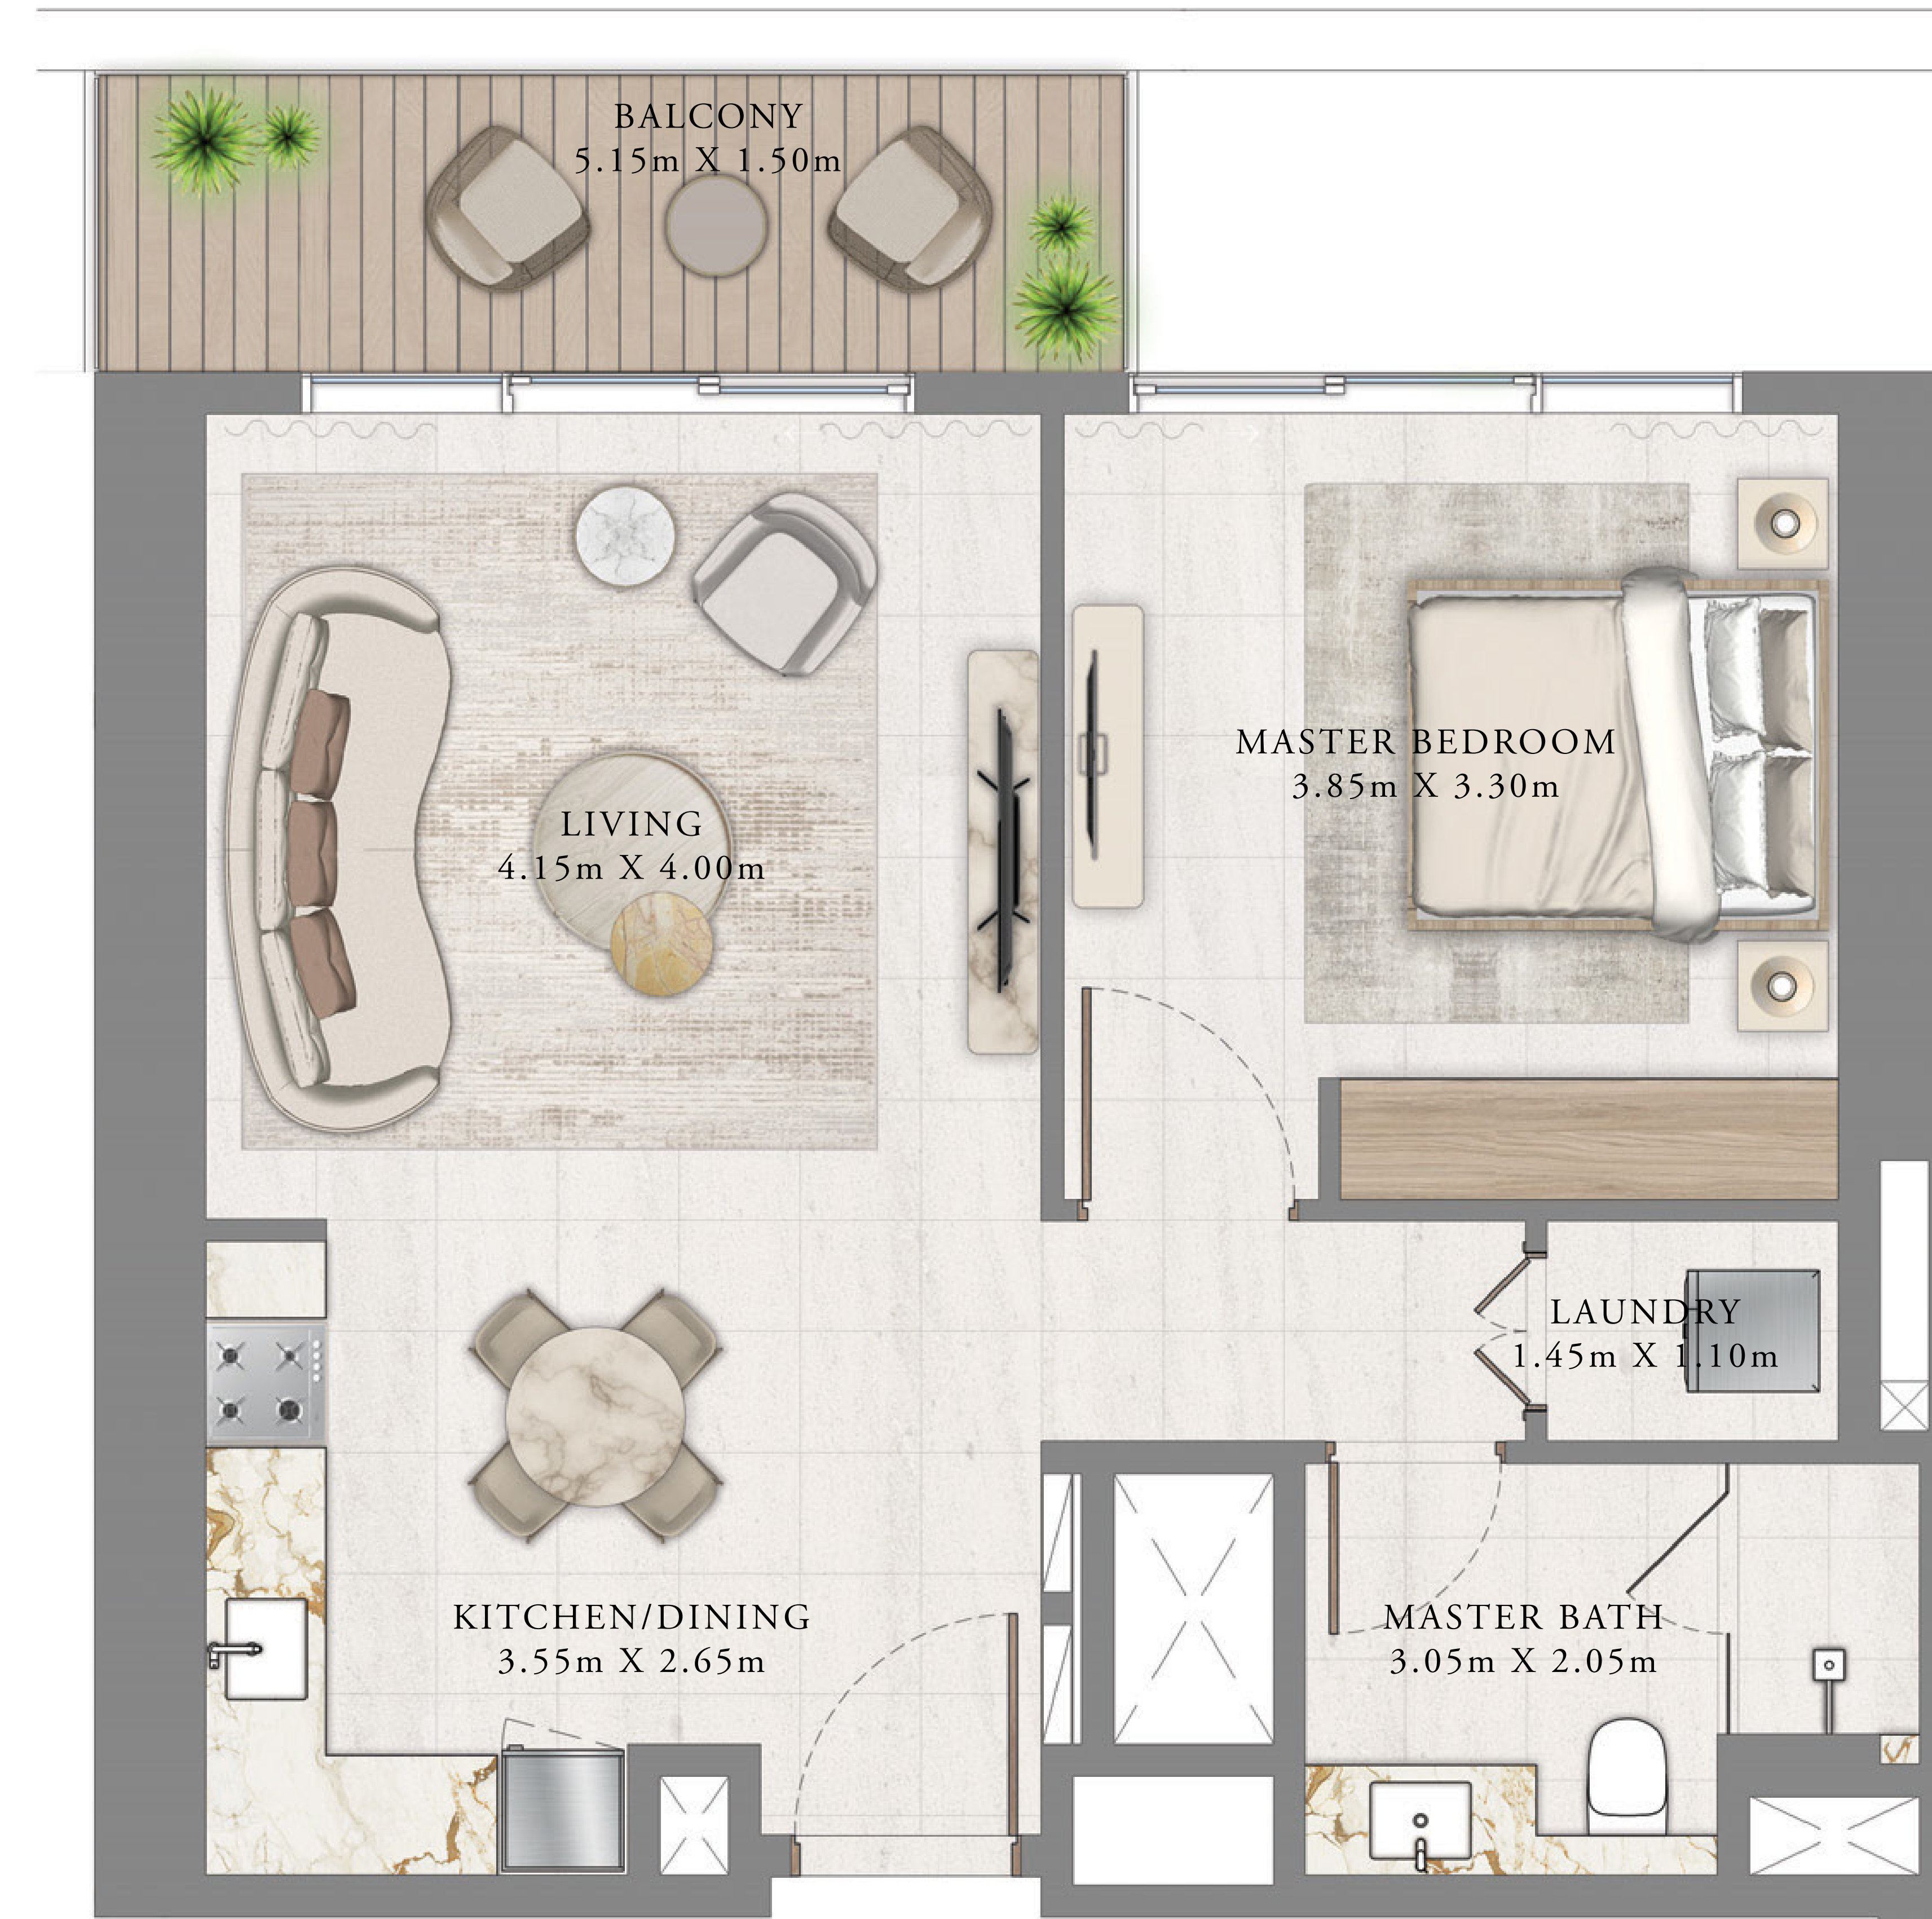 BALCONY
5.15m X 1.50m
MASTER BEDROOM
3.85m X 3.30m
LIVING
4.15m X 4.00m
LAUNDRY
1.45m X 1.10m
KITCHEN/DINING
3.55m X 2.65m
MASTER BATH
3.05m X 2.05m